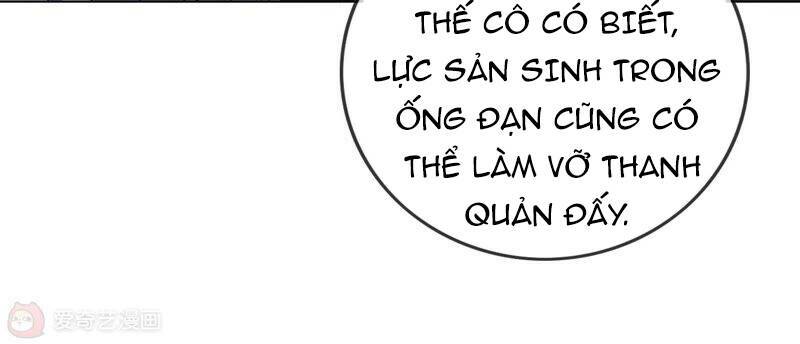 THẾ CÔ CÓ BIẾT,
LỰC SẢN SINH TRONG
ỐNG ĐẠN CŨNG CÓ
THỂ LÀM VỠ THANH
QUẢN ĐẤY.
爱奇艺漫画